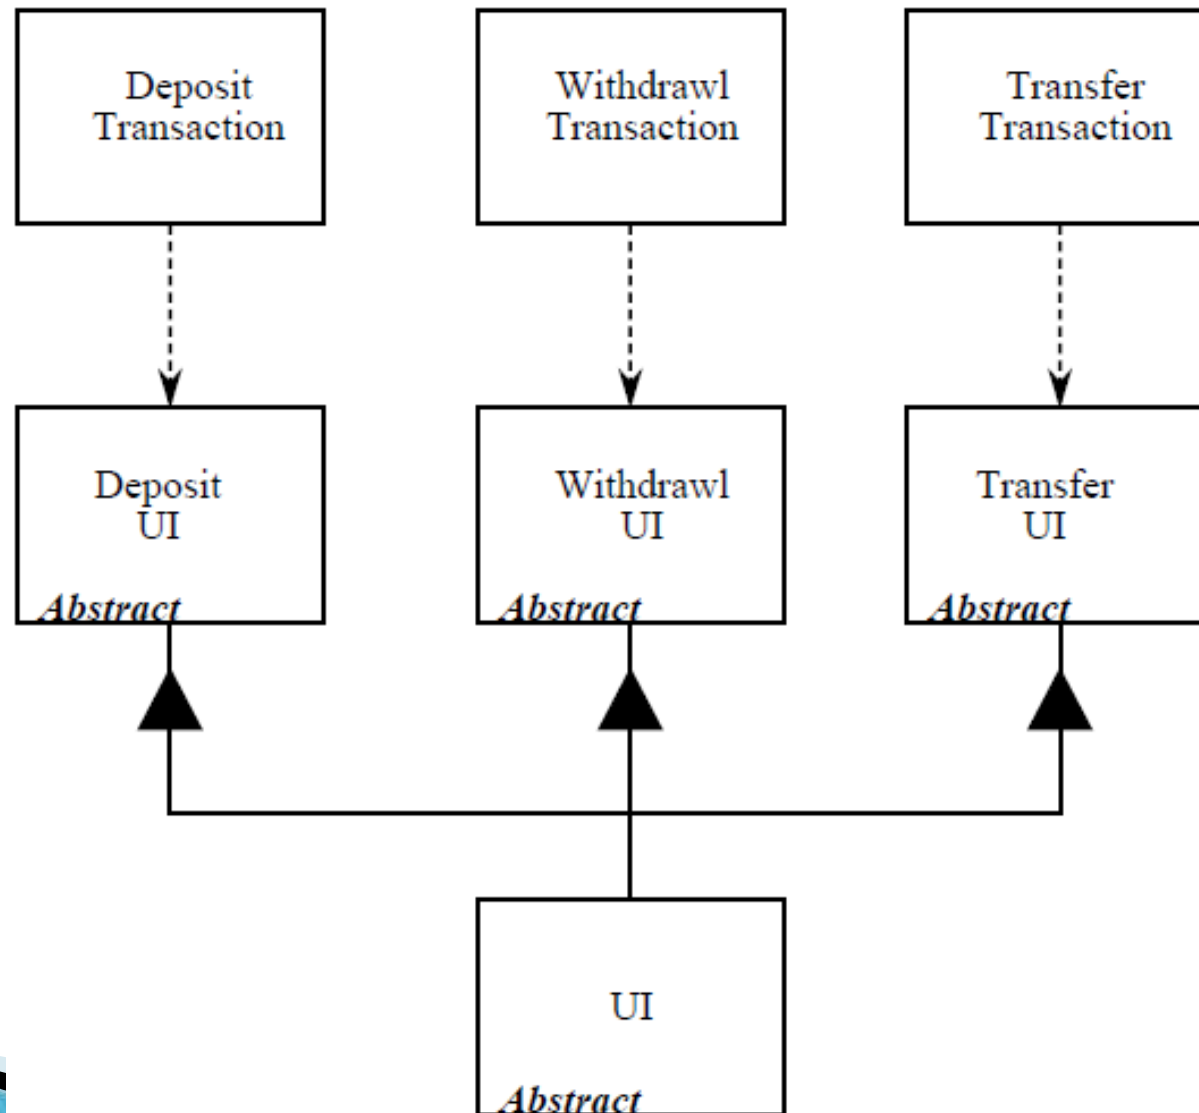 Deposit
Transaction
Withdrawl
Transaction
Transfer
Transaction
Deposit
UI
Abstract
Withdrawl
UI
Abstract
Transfer
UI
Abstract
UI
Abstract